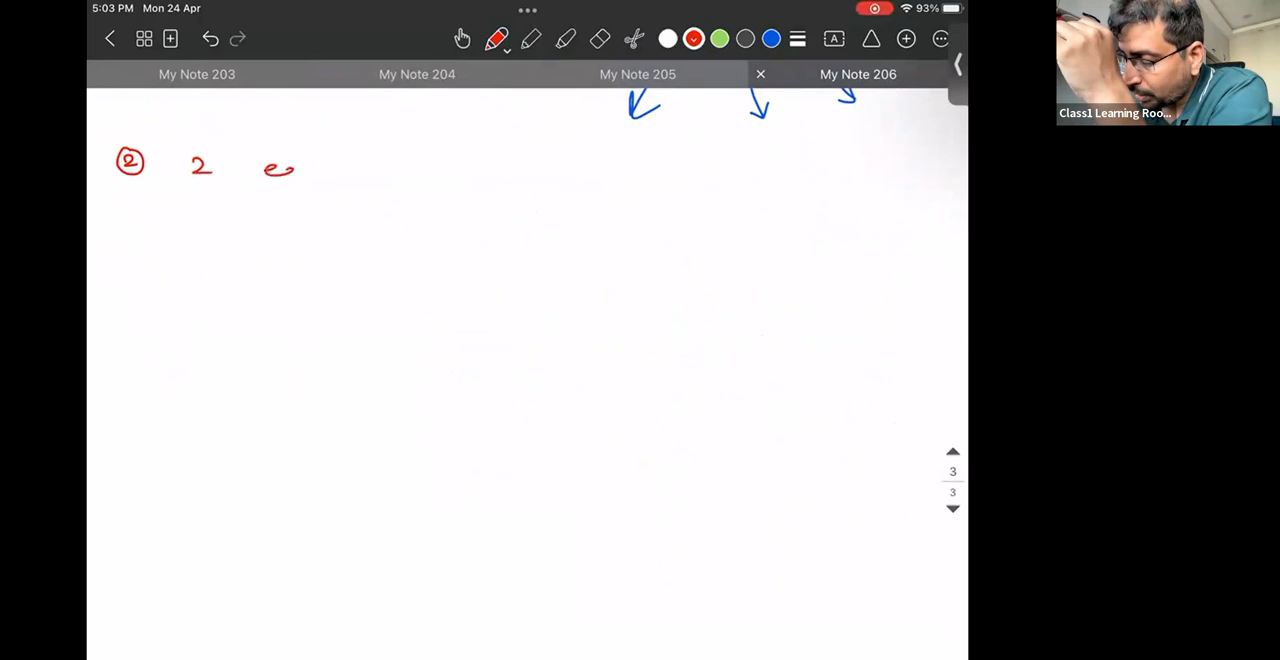 5:03 PM Mon 24 Apr
93%
A
My Note 203 My Note 204 My Note 205 My Note 206
Class1 Learning Roo...
② 2
3
3